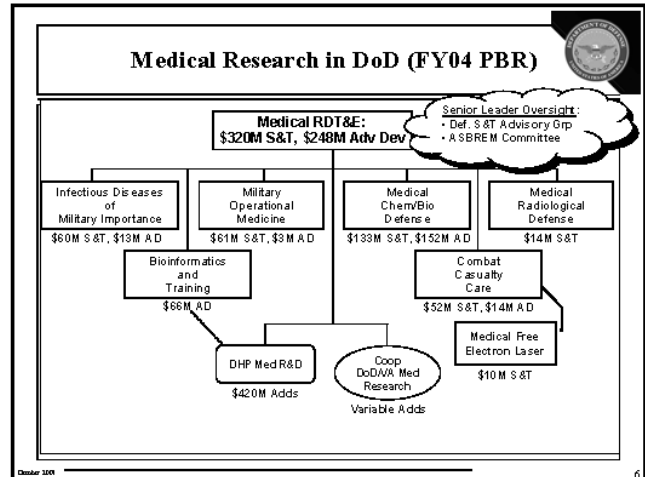 Medical Research in DoD (FY04 PBR)
DEPARTMENT OF DEFENSE
Senior Leader Oversight:
• Def. S&T Advisory Grp
• ASBREM Committee
Medical RDT&E:
$320M S&T, $248M Adv Dev
Infectious Diseases
of
Military Importance
$60M S&T, $13M AD
Military
Operational
Medicine
$61M S&T, $3M AD
Medical
Chem/Bio
Defense
$133M S&T, $152M AD
Medical
Radiological
Defense
$14M S&T
Bioinformatics
and
Training
$66M AD
Combat
Casualty
Care
$52M S&T, $14M AD
DHP Med R&D
$420M Adds
Coop
DoD/VA Med
Research
Variable Adds
Medical Free
Electron Laser
$10M S&T
6